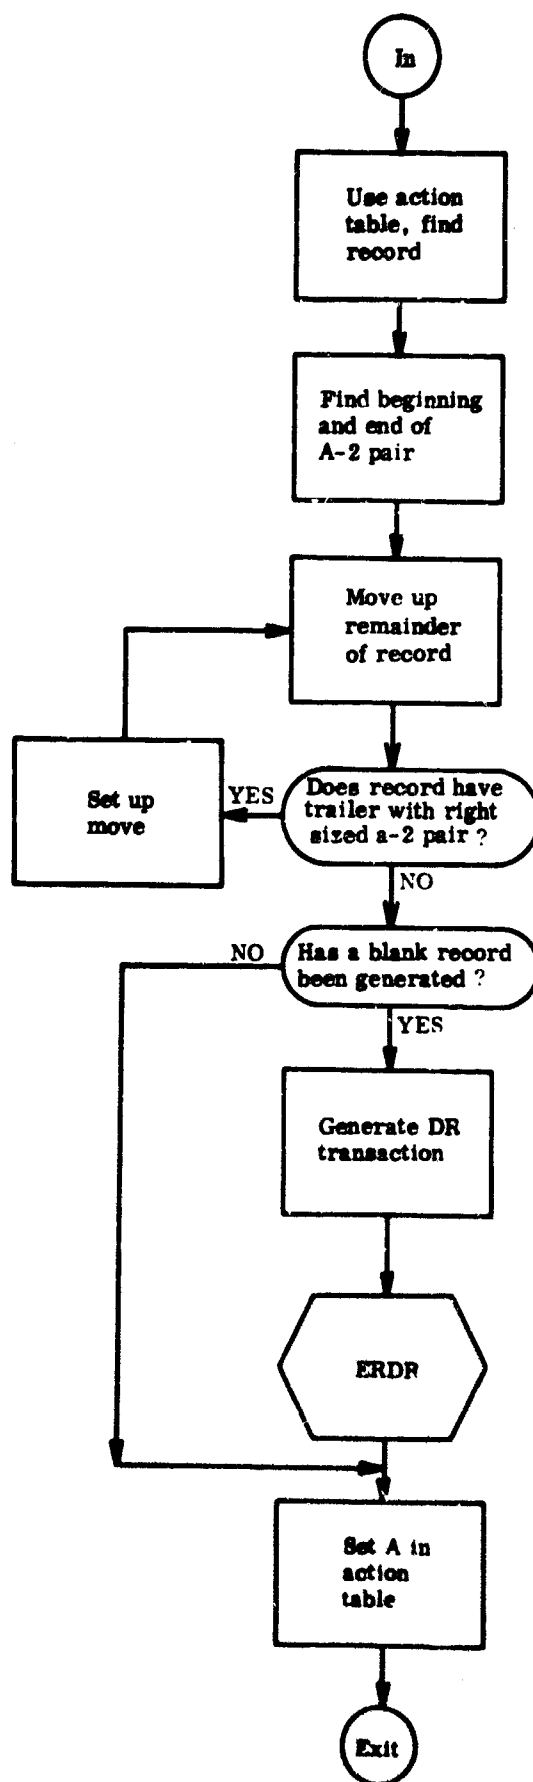 In
Use action
table, find
record
Find beginning
and end of
A-2 pair
Move up
remainder
of record
Set up
move
YES
Does record have
trailer with right
sized a-2 pair ?
NO
NO
Has a blank record
been generated ?
YES
Generate DR
transaction
ERDR
Set A in
action
table
Exit